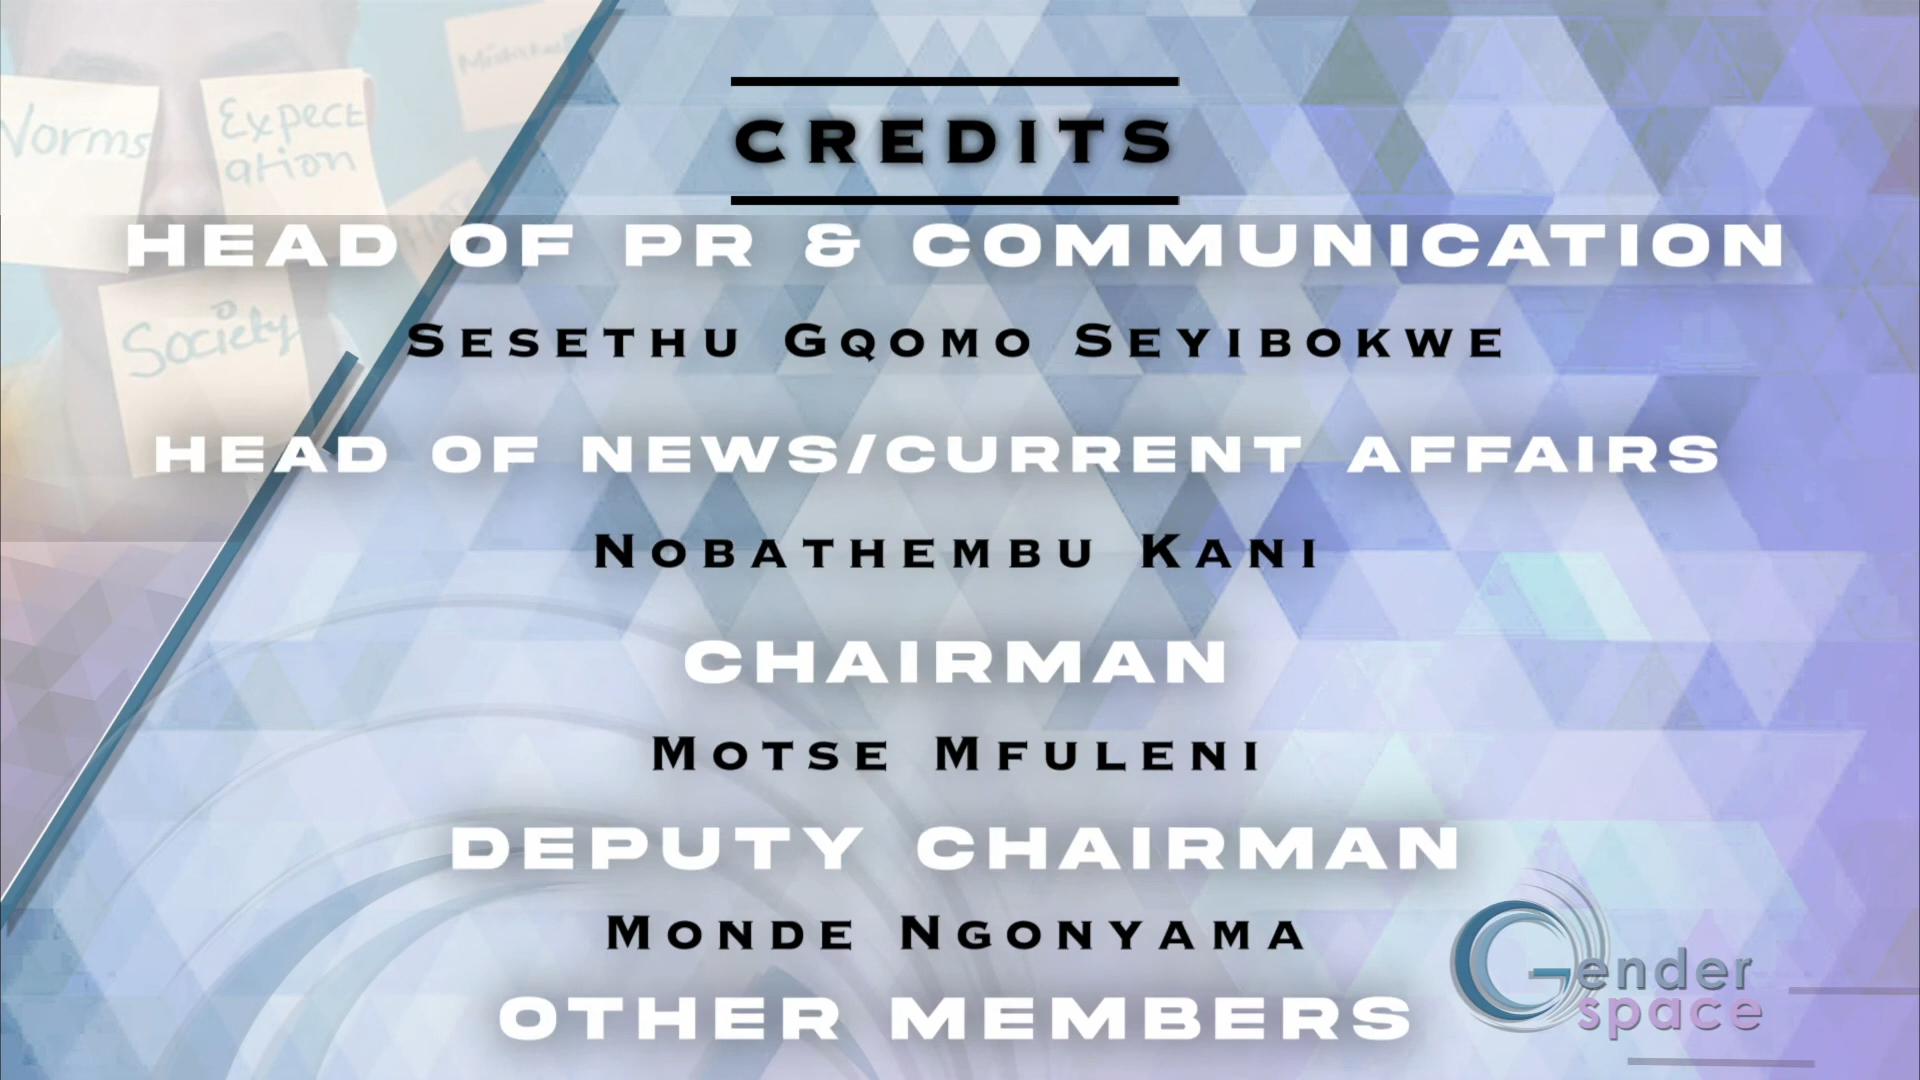 Norms
Expect
ation
Society
CREDITS
HEAD OF PR & COMMUNICATION
SESETHU GQOMO SEYIBOKWE
HEAD OF NEWS/CURRENT AFFAIRS
NOBATHEMBU KANI
CHAIRMAN
MOTSE MFULENI
DEPUTY CHAIRMAN
MONDE NGONYAMA
OTHER MEMBERS
Gender
space